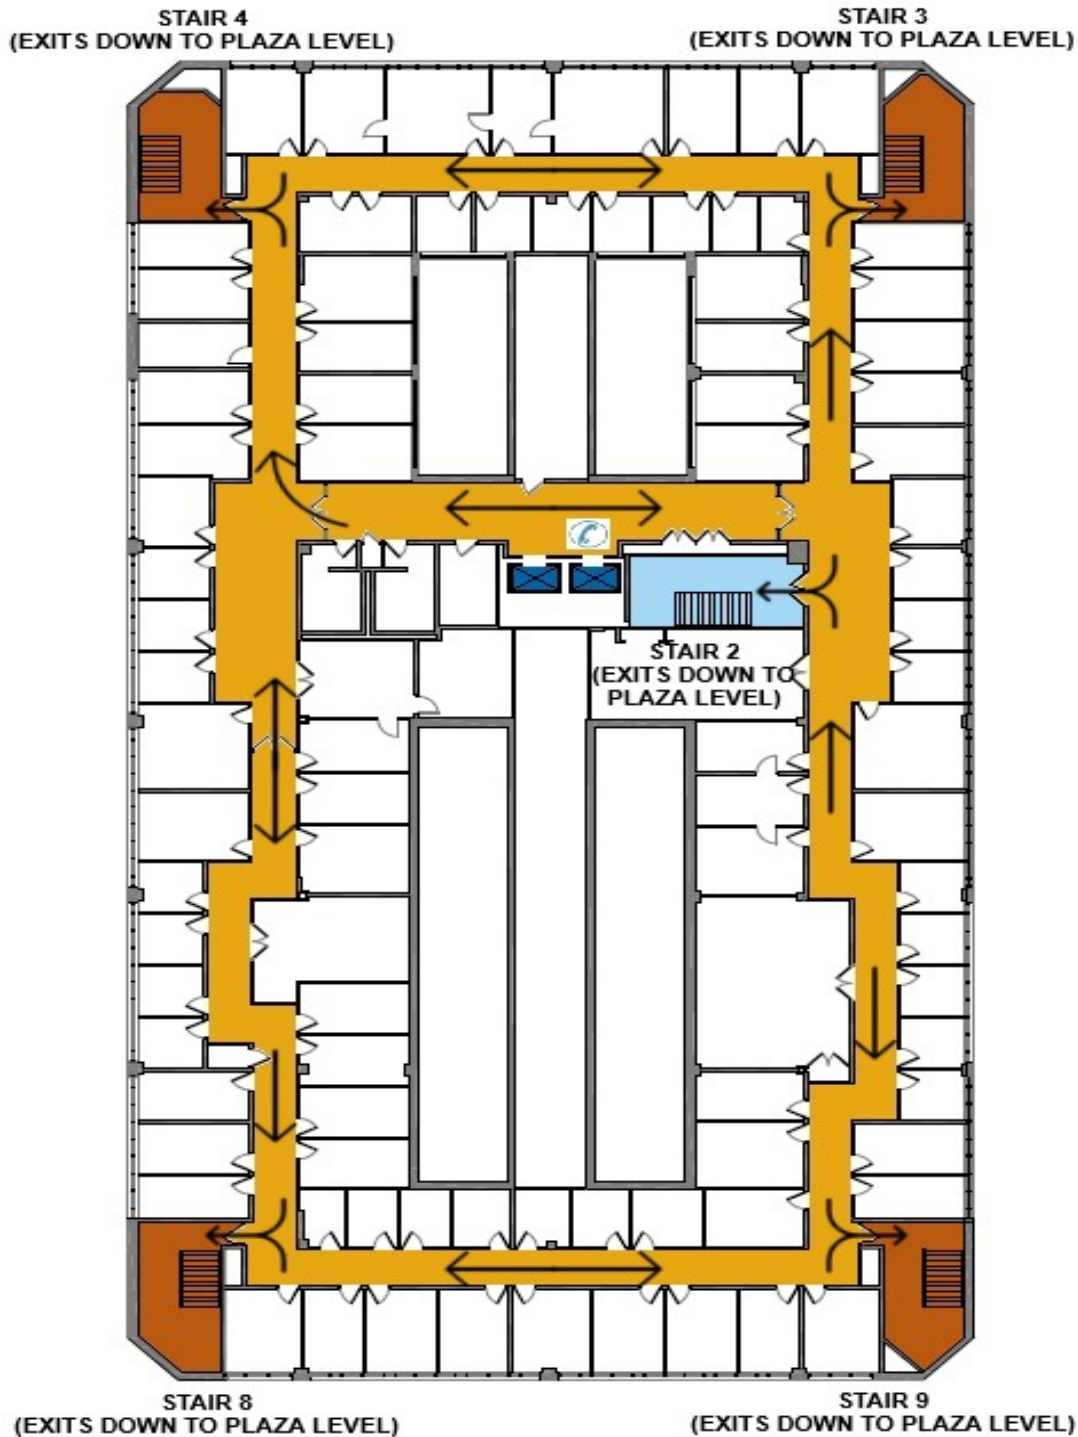 STAIR 4
(EXITS DOWN TO PLAZA LEVEL)
STAIR 3
(EXITS DOWN TO PLAZA LEVEL)
STAIR 2
(EXITS DOWN TO
PLAZA LEVEL)
STAIR 8
(EXITS DOWN TO PLAZA LEVEL)
STAIR 9
(EXITS DOWN TO PLAZA LEVEL)